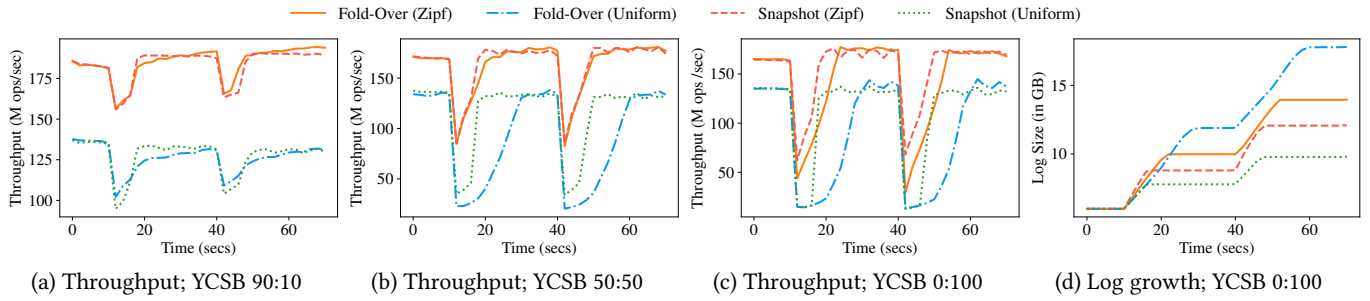 Fold-Over (Zipf) Fold-Over (Uniform) Snapshot (Zipf) Snapshot (Uniform)
Throughput (M ops/sec)
175
150
125
100
0 20 40 60
Time (secs)
(a) Throughput; YCSB 90:10
Throughput (M ops/sec)
150
100
50
0 20 40 60
Time (secs)
(b) Throughput; YCSB 50:50
Throughput (M ops/sec)
150
100
50
0 20 40 60
Time (secs)
(c) Throughput; YCSB 0:100
Log Size (in GB)
15
10
0 20 40 60
Time (secs)
(d) Log growth; YCSB 0:100